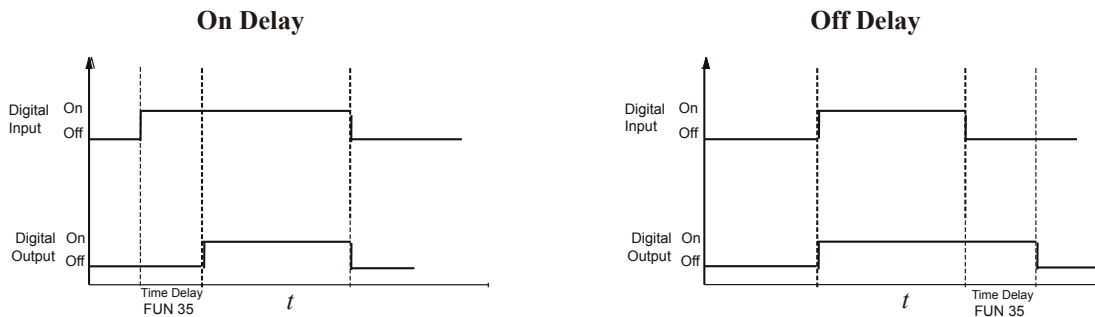 On Delay
Digital Input
On
Off
Digital Output
On
Off
Time Delay
FUN 35
t
Off Delay
Digital Input
On
Off
Digital Output
On
Off
t
Time Delay
FUN 35